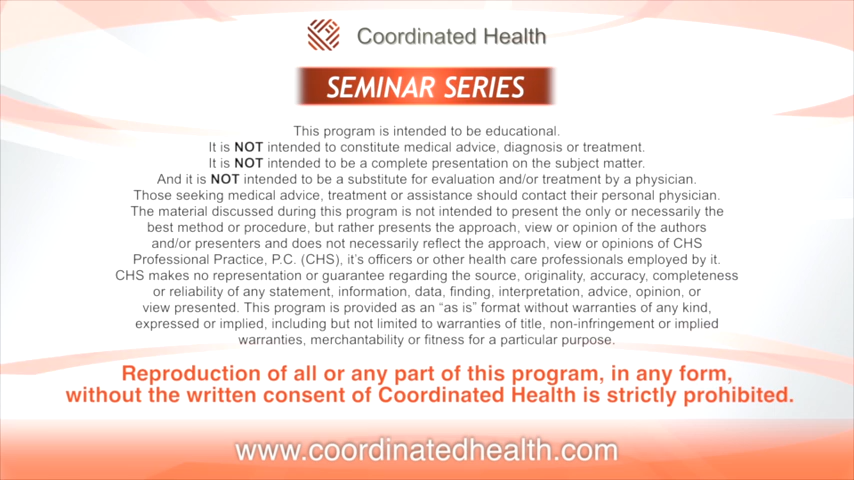 Coordinated Health
SEMINAR SERIES
This program is intended to be educational.
It is NOT intended to constitute medical advice, diagnosis or treatment.
It is NOT intended to be a complete presentation on the subject matter.
And it is NOT intended to be a substitute for evaluation and/or treatment by a physician.
Those seeking medical advice, treatment or assistance should contact their personal physician.
The material discussed during this program is not intended to present the only or necessarily the
best method or procedure, but rather presents the approach, view or opinion of the authors
and/or presenters and does not necessarily reflect the approach, view or opinions of CHS
Professional Practice, P.C. (CHS), it's officers or other health care professionals employed by it.
CHS makes no representation or guarantee regarding the source, originality, accuracy, completeness
or reliability of any statement, information, data, finding, interpretation, advice, opinion, or
view presented. This program is provided as an “as is” format without warranties of any kind,
expressed or implied, including but not limited to warranties of title, non-infringement or implied
warranties, merchantability or fitness for a particular purpose.
Reproduction of all or any part of this program, in any form,
without the written consent of Coordinated Health is strictly prohibited.
www.coordinatedhealth.com